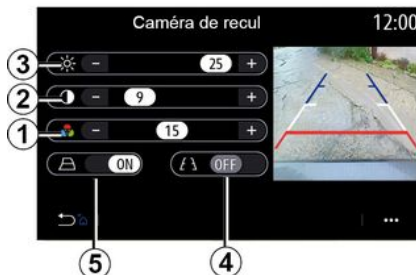 Caméra de recul 12:00
3 - 25 +
2 - 9 +
1 - 15 +
ON OFF
5 4